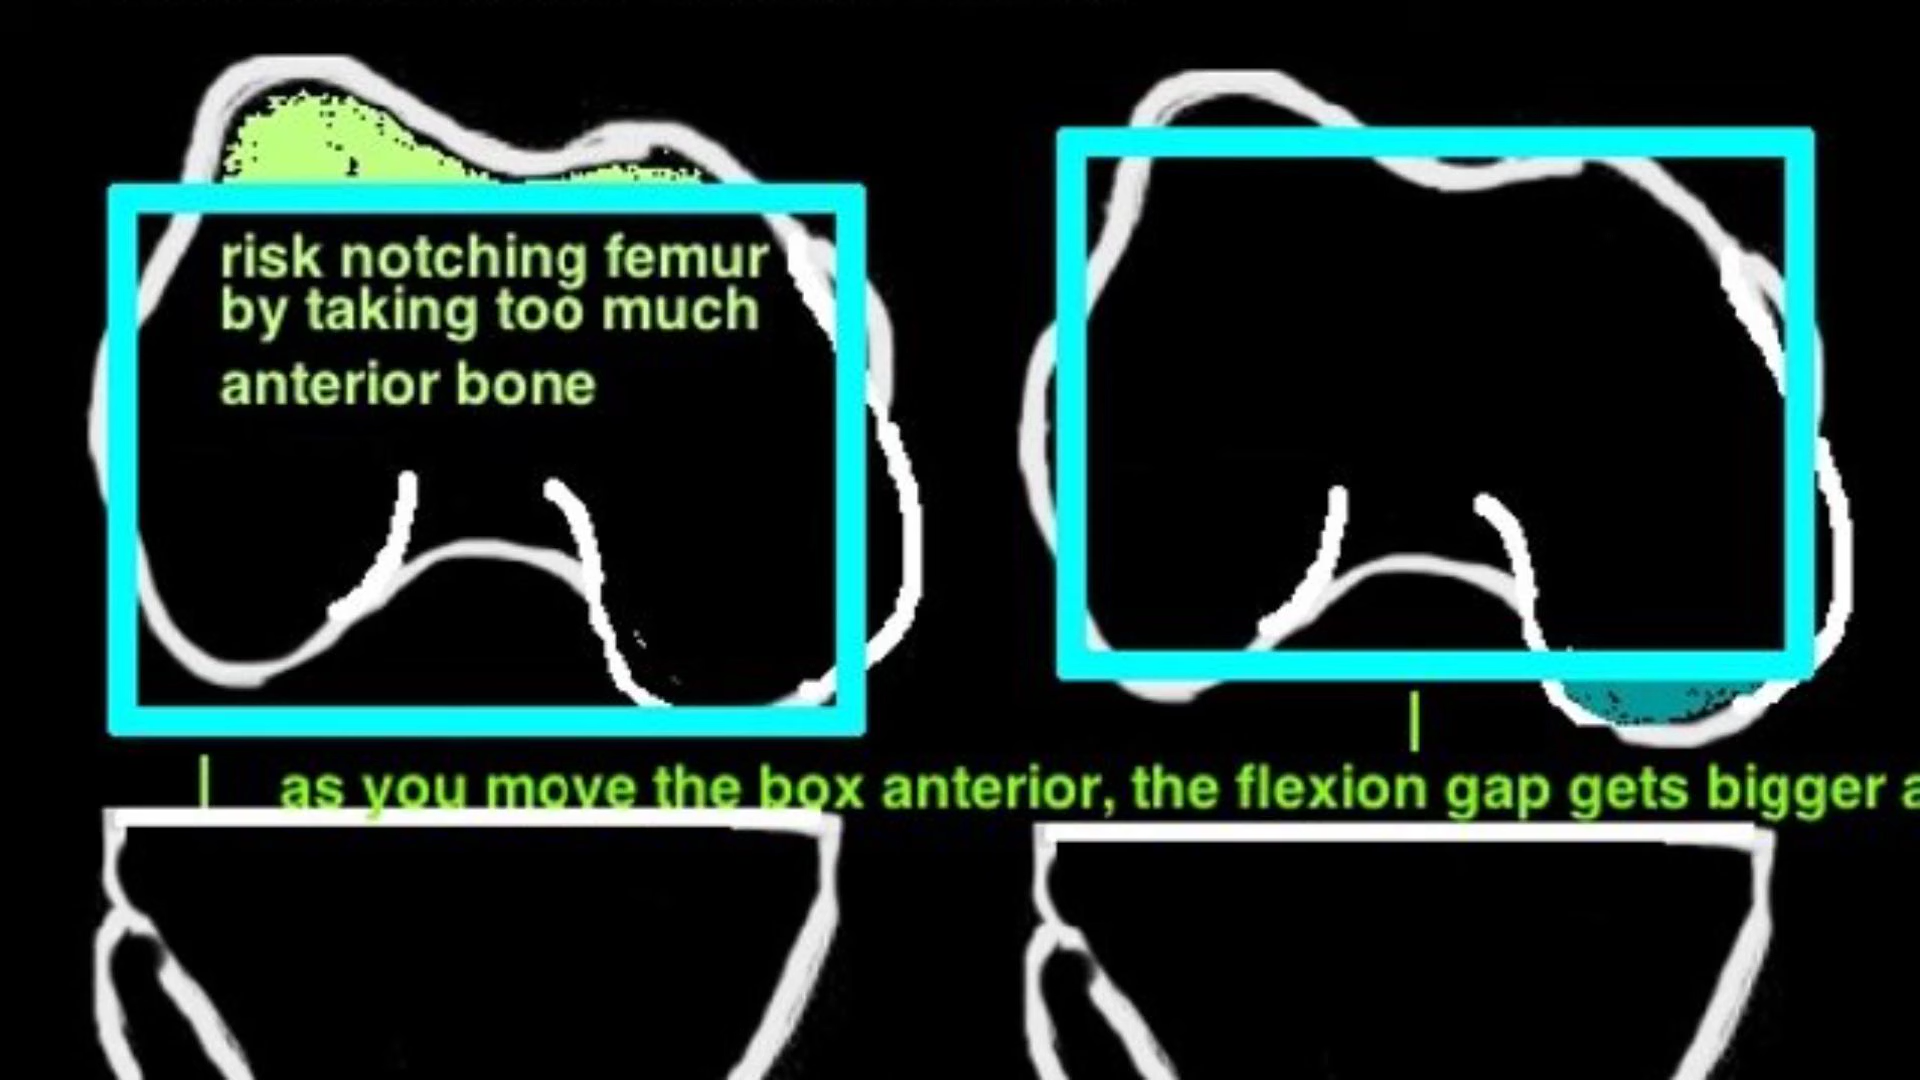 risk notching femur
by taking too much
anterior bone
as you move the box anterior, the flexion gap gets bigger